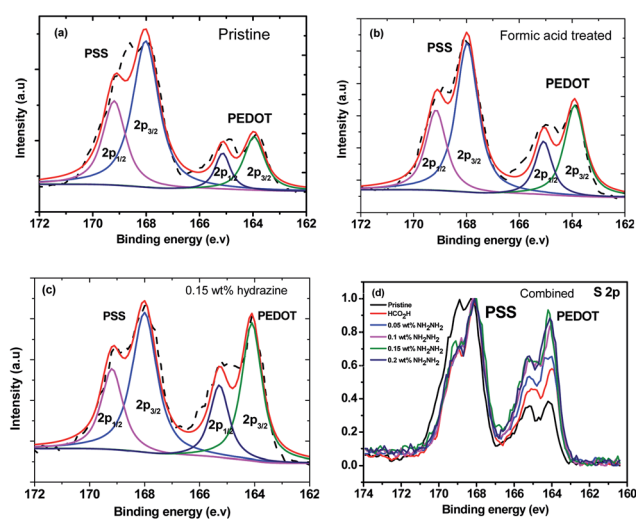 (a)
Pristine
PSS
PEDOT
2p1/2
2p3/2
2p1/2
2p3/2
Intensity (a.u)
172 170 168 166 164 162
Binding energy (e.v)
(b)
Formic acid treated
PSS
PEDOT
2p1/2
2p3/2
2p1/2
2p3/2
Intensity (a.u)
172 170 168 166 164 162
Binding energy (e.v)
(c)
0.15 wt% hydrazine
PSS
PEDOT
2p1/2
2p3/2
2p1/2
2p3/2
Intensity (a.u)
172 170 168 166 164 162
Binding energy (e.v)
(d)
Combined
S 2p
Pristine
HCO2H
0.05 wt% NH2NH2
0.1 wt% NH2NH2
0.15 wt% NH2NH2
0.2 wt% NH2NH2
PSS
PEDOT
1.0
0.8
0.6
0.4
0.2
0.0
174 172 170 168 166 164 162 160
Binding energy (ev)